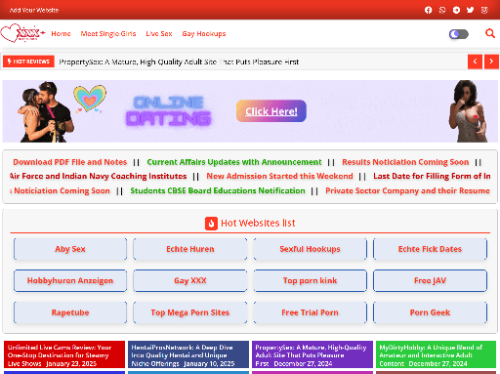 Add Your Website
xxx+
Home Meet Single Girls Live Sex Gay Hookups
HOT REVIEWS PropertySex: A Mature, High-Quality Adult Site That Puts Pleasure First
ONLINE DATING Click Here!
Download PDF File and Notes || Current Affairs Updates with Announcement || Results Noticiation Coming Soon ||
Air Force and Indian Navy Coaching Institutes || New Admission Started this Weekend || Last Date for Filling Form of In
Noticiation Coming Soon || Students CBSE Board Educations Notification || Private Sector Company and their Resume
Hot Websites list
Aby Sex Echte Huren Sexful Hookups Echte Fick Dates
Hobbyhuren Anzeigen Gay XXX Top porn kink Free JAV
Rapetube Top Mega Porn Sites Free Trial Porn Porn Geek
Unlimited Live Cams Review: Your One-Stop Destination for Steamy Live Shows January 23, 2025
HentaiProsNetwork: A Deep Dive Into Quality Hentai and Unique Niche Offerings January 10, 2025
PropertySex: A Mature, High-Quality Adult Site That Puts Pleasure First December 27, 2024
MyDirtyHobby: A Unique Blend of Amateur and Interactive Adult Content December 27, 2024